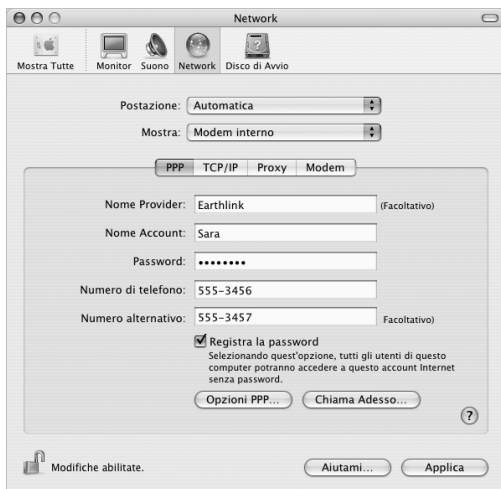 Network
Mostra Tutte Monitor Suono Network Disco di Avvio
Postazione: Automatica
Mostra: Modem interno
PPP TCP/IP Proxy Modem
Nome Provider: Earthlink (Facoltativo)
Nome Account: Sara
Password: ••••••••
Numero di telefono: 555-3456
Numero alternativo: 555-3457 Facoltativo)
Registra la password
Selezionando quest'opzione, tutti gli utenti di questo
computer potranno accedere a questo account Internet
senza password.
Opzioni PPP... Chiama Adesso...
?
Modifiche abilitate. Aiutami... Applica